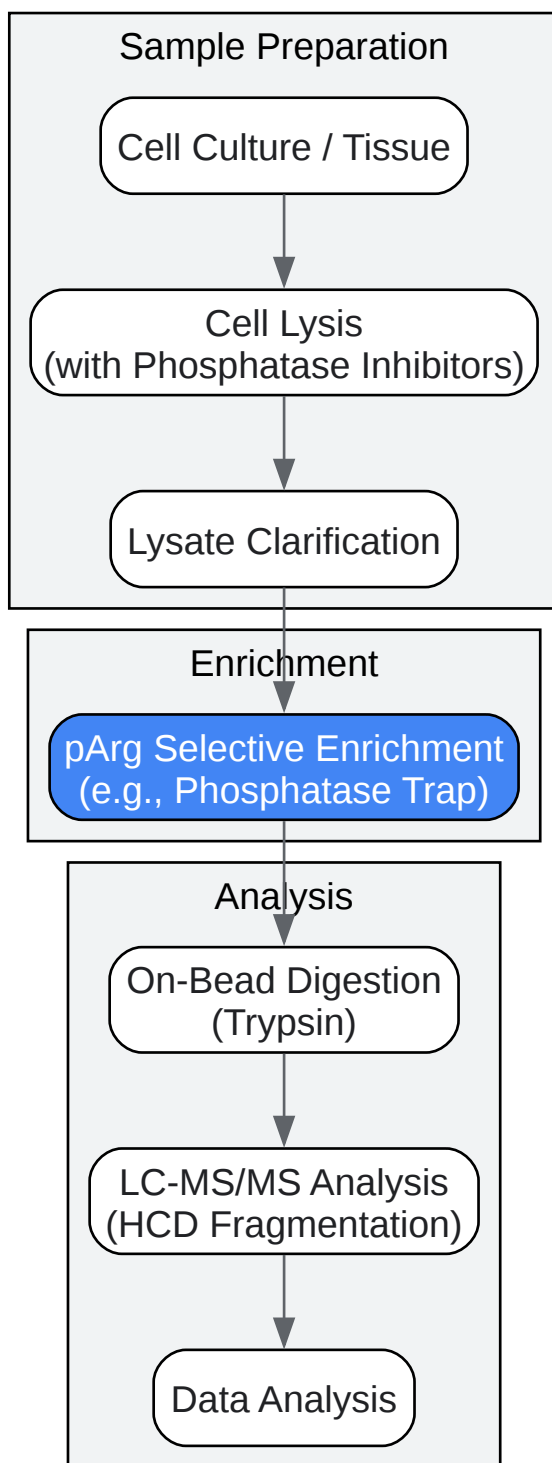 Sample Preparation
Cell Culture / Tissue
Cell Lysis
(with Phosphatase Inhibitors)
Lysate Clarification
Enrichment
pArg Selective Enrichment
(e.g., Phosphatase Trap)
Analysis
On-Bead Digestion
(Trypsin)
LC-MS/MS Analysis
(HCD Fragmentation)
Data Analysis